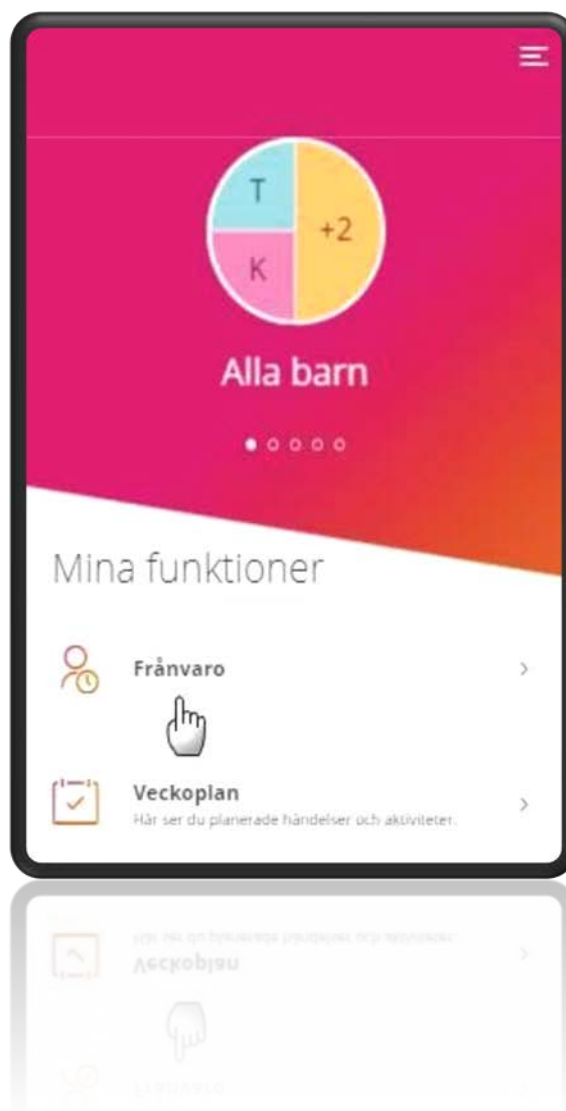 T
+2
K
Alla barn
Mina funktioner
Frånvaro
Veckoplan
Här ser du planerade händelser och aktiviteter.